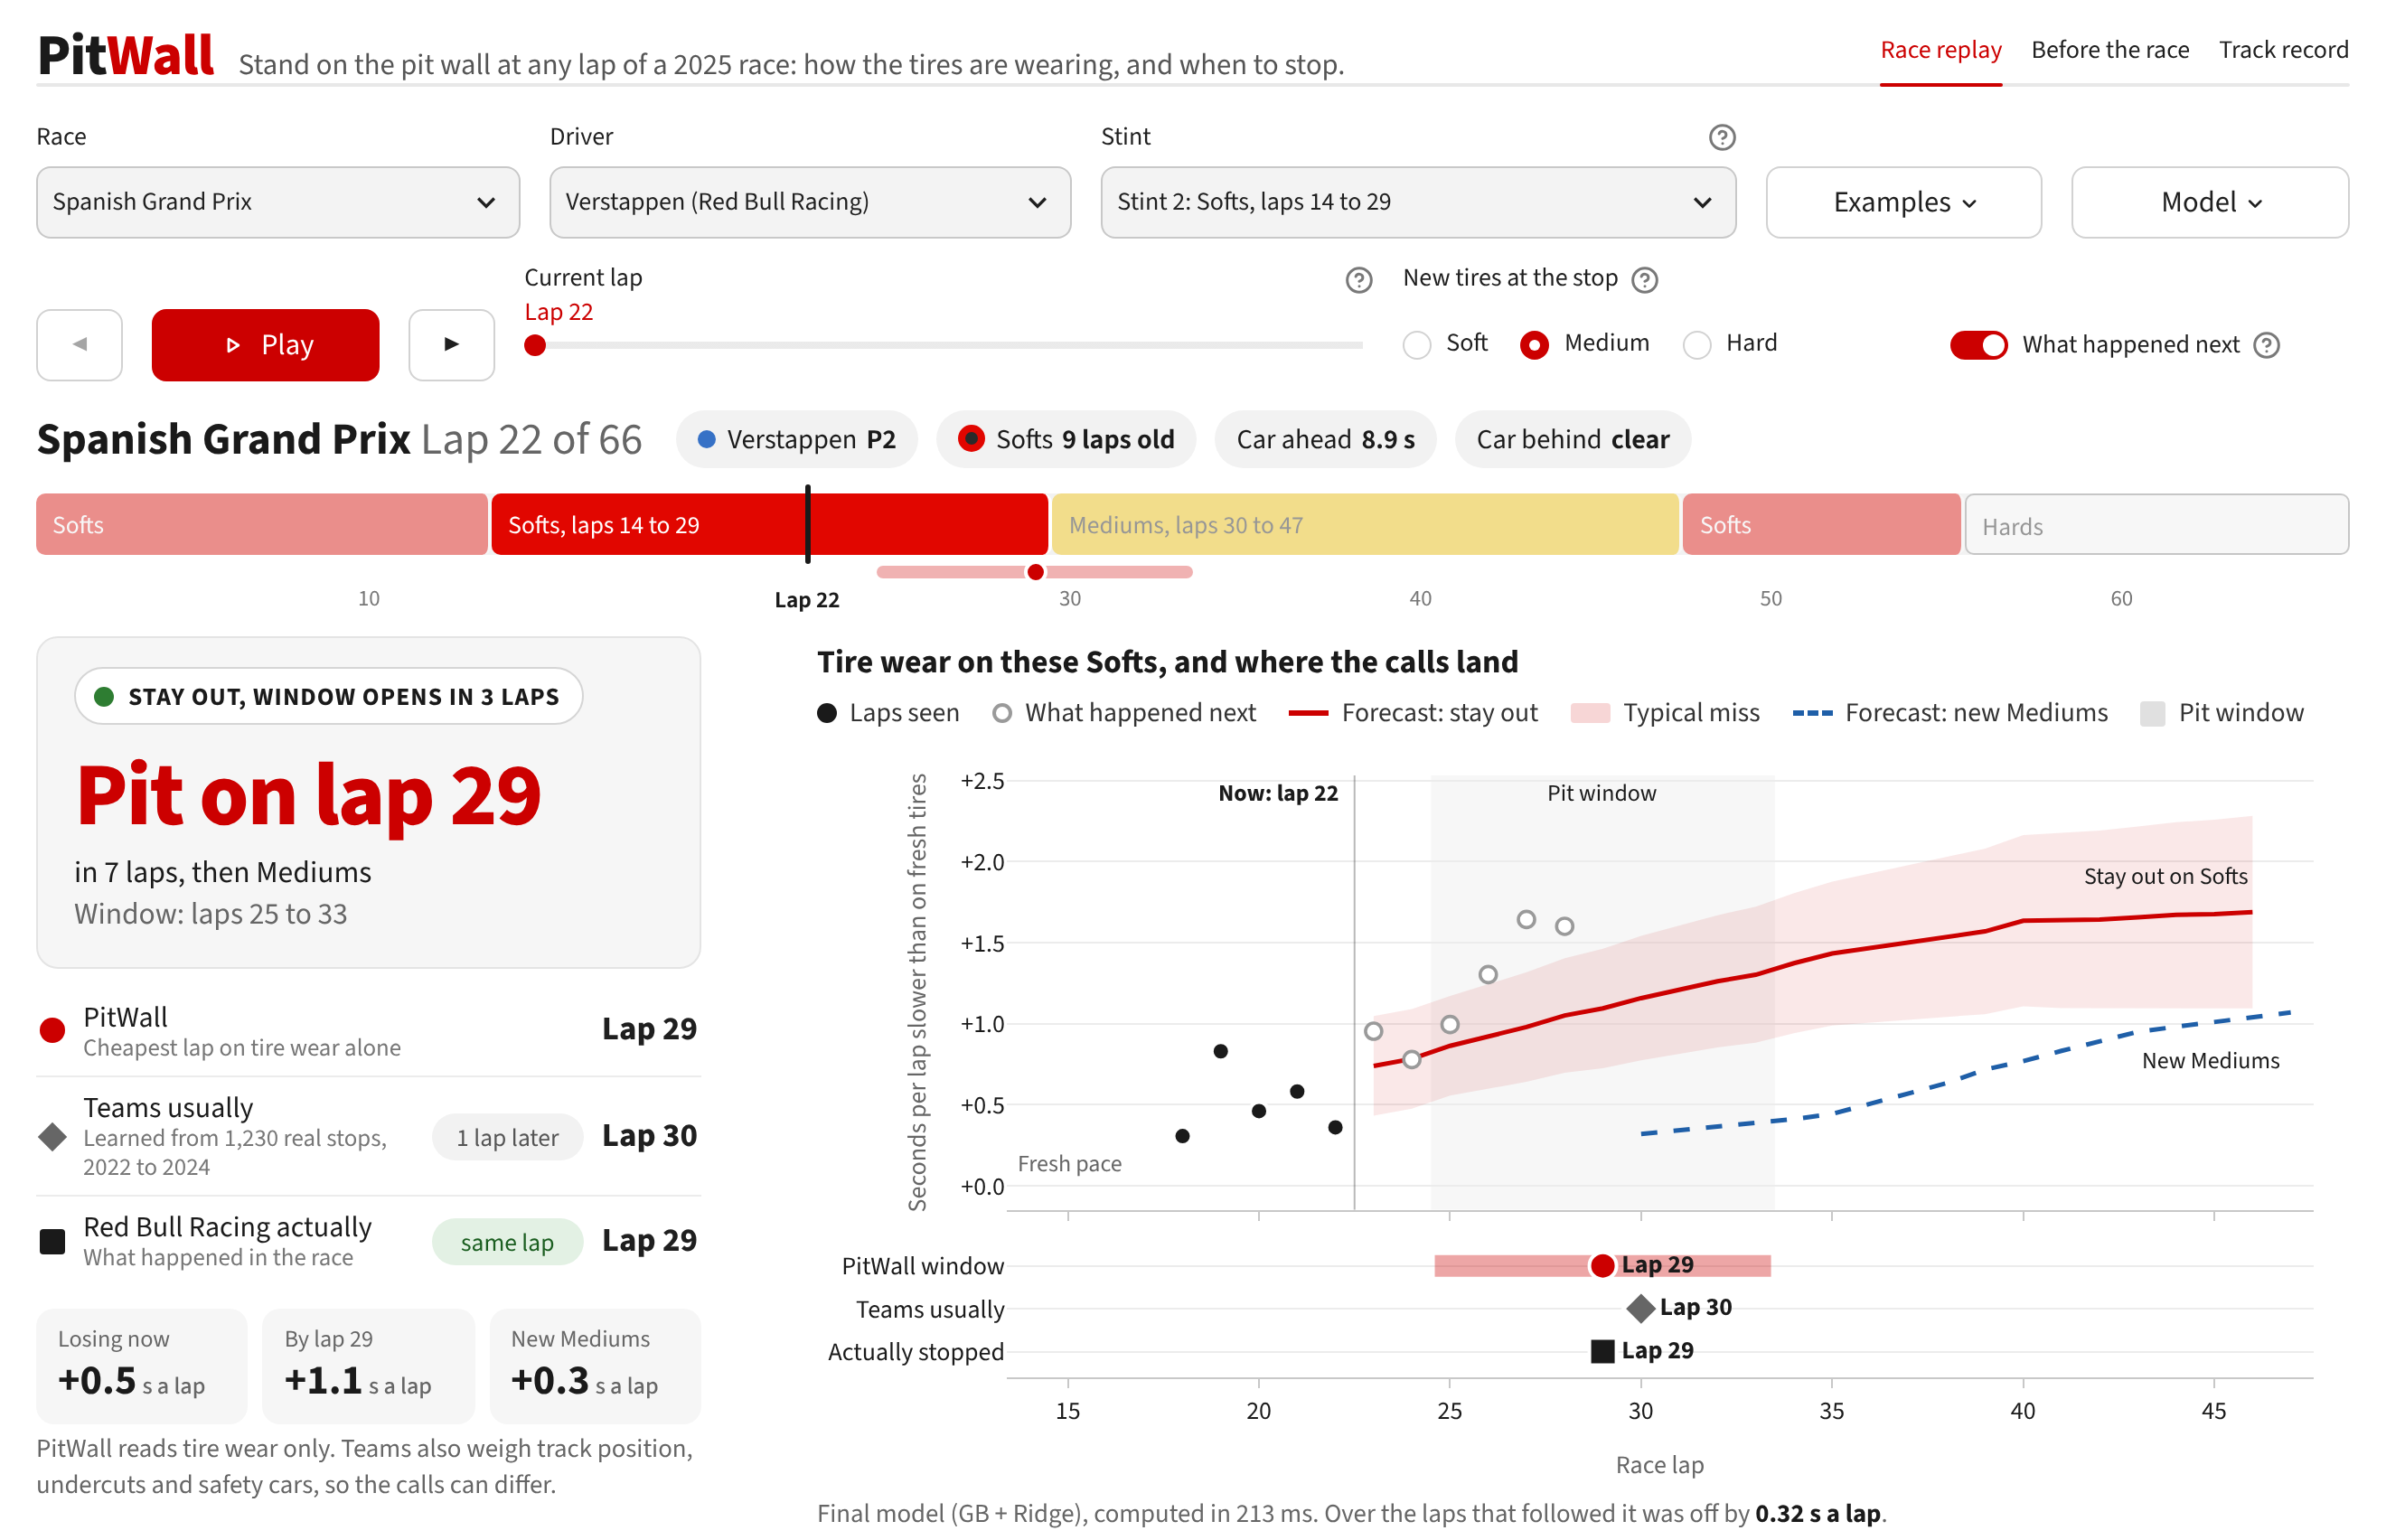 PitWall Stand on the pit wall at any lap of a 2025 race: how the tires are wearing, and when to stop.
Race replay Before the race Track record
Race Driver Stint ?
Spanish Grand Prix Verstappen (Red Bull Racing) Stint 2: Softs, laps 14 to 29 Examples Model
Current lap ? New tires at the stop ?
Lap 22
Play Soft Medium Hard What happened next ?
Spanish Grand Prix Lap 22 of 66 Verstappen P2 Softs 9 laps old Car ahead 8.9 s Car behind clear
Softs Softs, laps 14 to 29 Mediums, laps 30 to 47 Softs Hards
10 Lap 22 30 40 50 60
STAY OUT, WINDOW OPENS IN 3 LAPS
Pit on lap 29
in 7 laps, then Mediums
Window: laps 25 to 33
PitWall
Cheapest lap on tire wear alone
Lap 29
Teams usually
Learned from 1,230 real stops,
2022 to 2024
1 lap later Lap 30
Red Bull Racing actually
What happened in the race
same lap Lap 29
Losing now
+0.5 s a lap
By lap 29
+1.1 s a lap
New Mediums
+0.3 s a lap
PitWall reads tire wear only. Teams also weigh track position,
undercuts and safety cars, so the calls can differ.
Tire wear on these Softs, and where the calls land
Laps seen What happened next Forecast: stay out Typical miss Forecast: new Mediums Pit window
Seconds per lap slower than on fresh tires
+2.5
Now: lap 22 Pit window
+2.0
Stay out on Softs
+1.5
+1.0
New Mediums
+0.5
Fresh pace
+0.0
PitWall window Lap 29
Teams usually Lap 30
Actually stopped Lap 29
15 20 25 30 35 40 45
Race lap
Final model (GB + Ridge), computed in 213 ms. Over the laps that followed it was off by 0.32 s a lap.